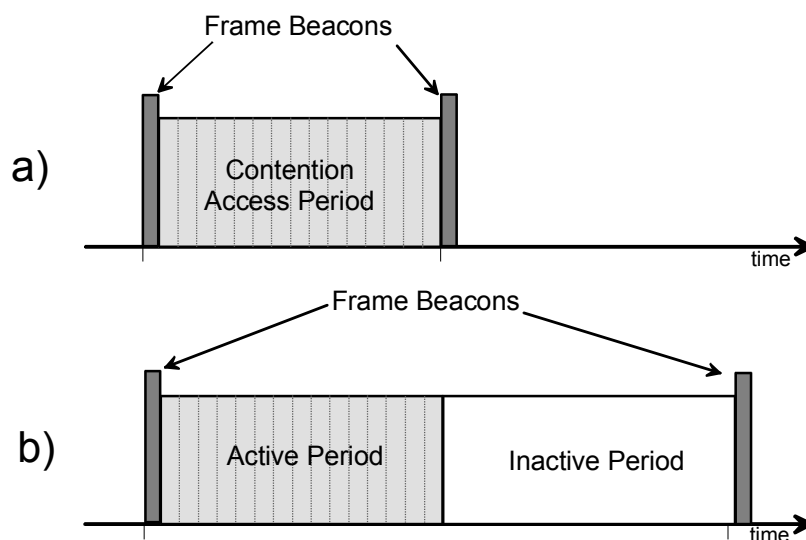 Frame Beacons
a)
Contention
Access Period
time
Frame Beacons
b)
Active Period
Inactive Period
time